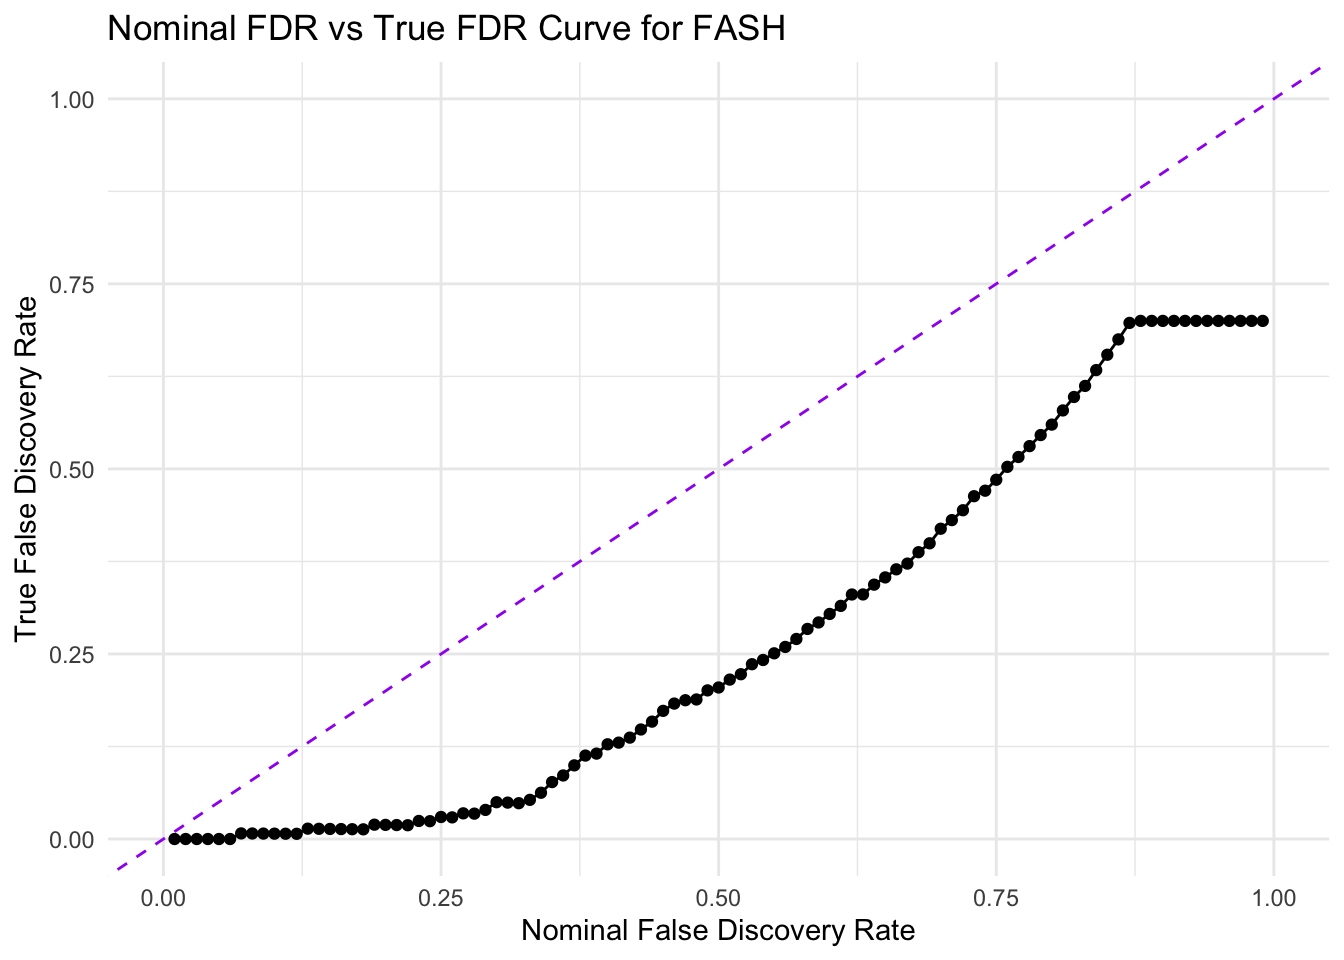 Nominal FDR vs True FDR Curve for FASH
True False Discovery Rate
1.00
0.75
0.50
0.25
0.00
0.00 0.25 0.50 0.75 1.00
Nominal False Discovery Rate